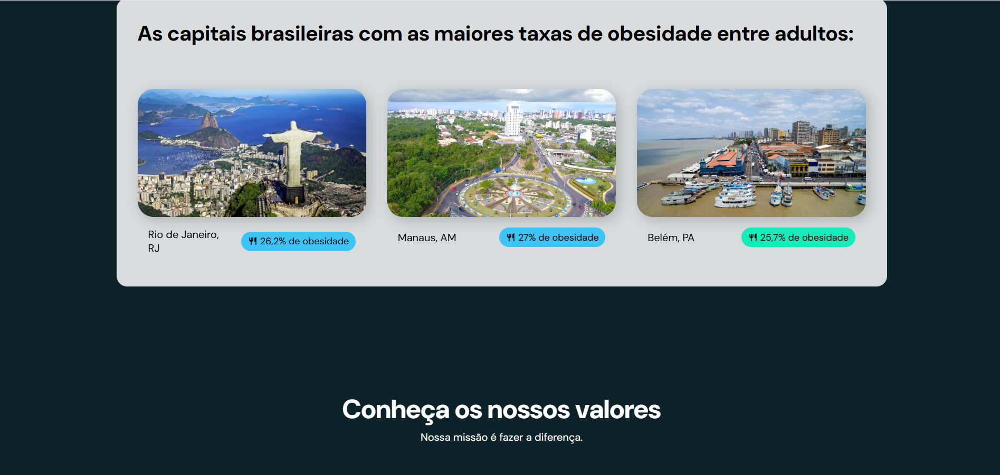 As capitais brasileiras com as maiores taxas de obesidade entre adultos:
Rio de Janeiro,
RJ
26,2% de obesidade
Manaus, AM
27% de obesidade
Belém, PA
25,7% de obesidade
Conheça os nossos valores
Nossa missão é fazer a diferença.